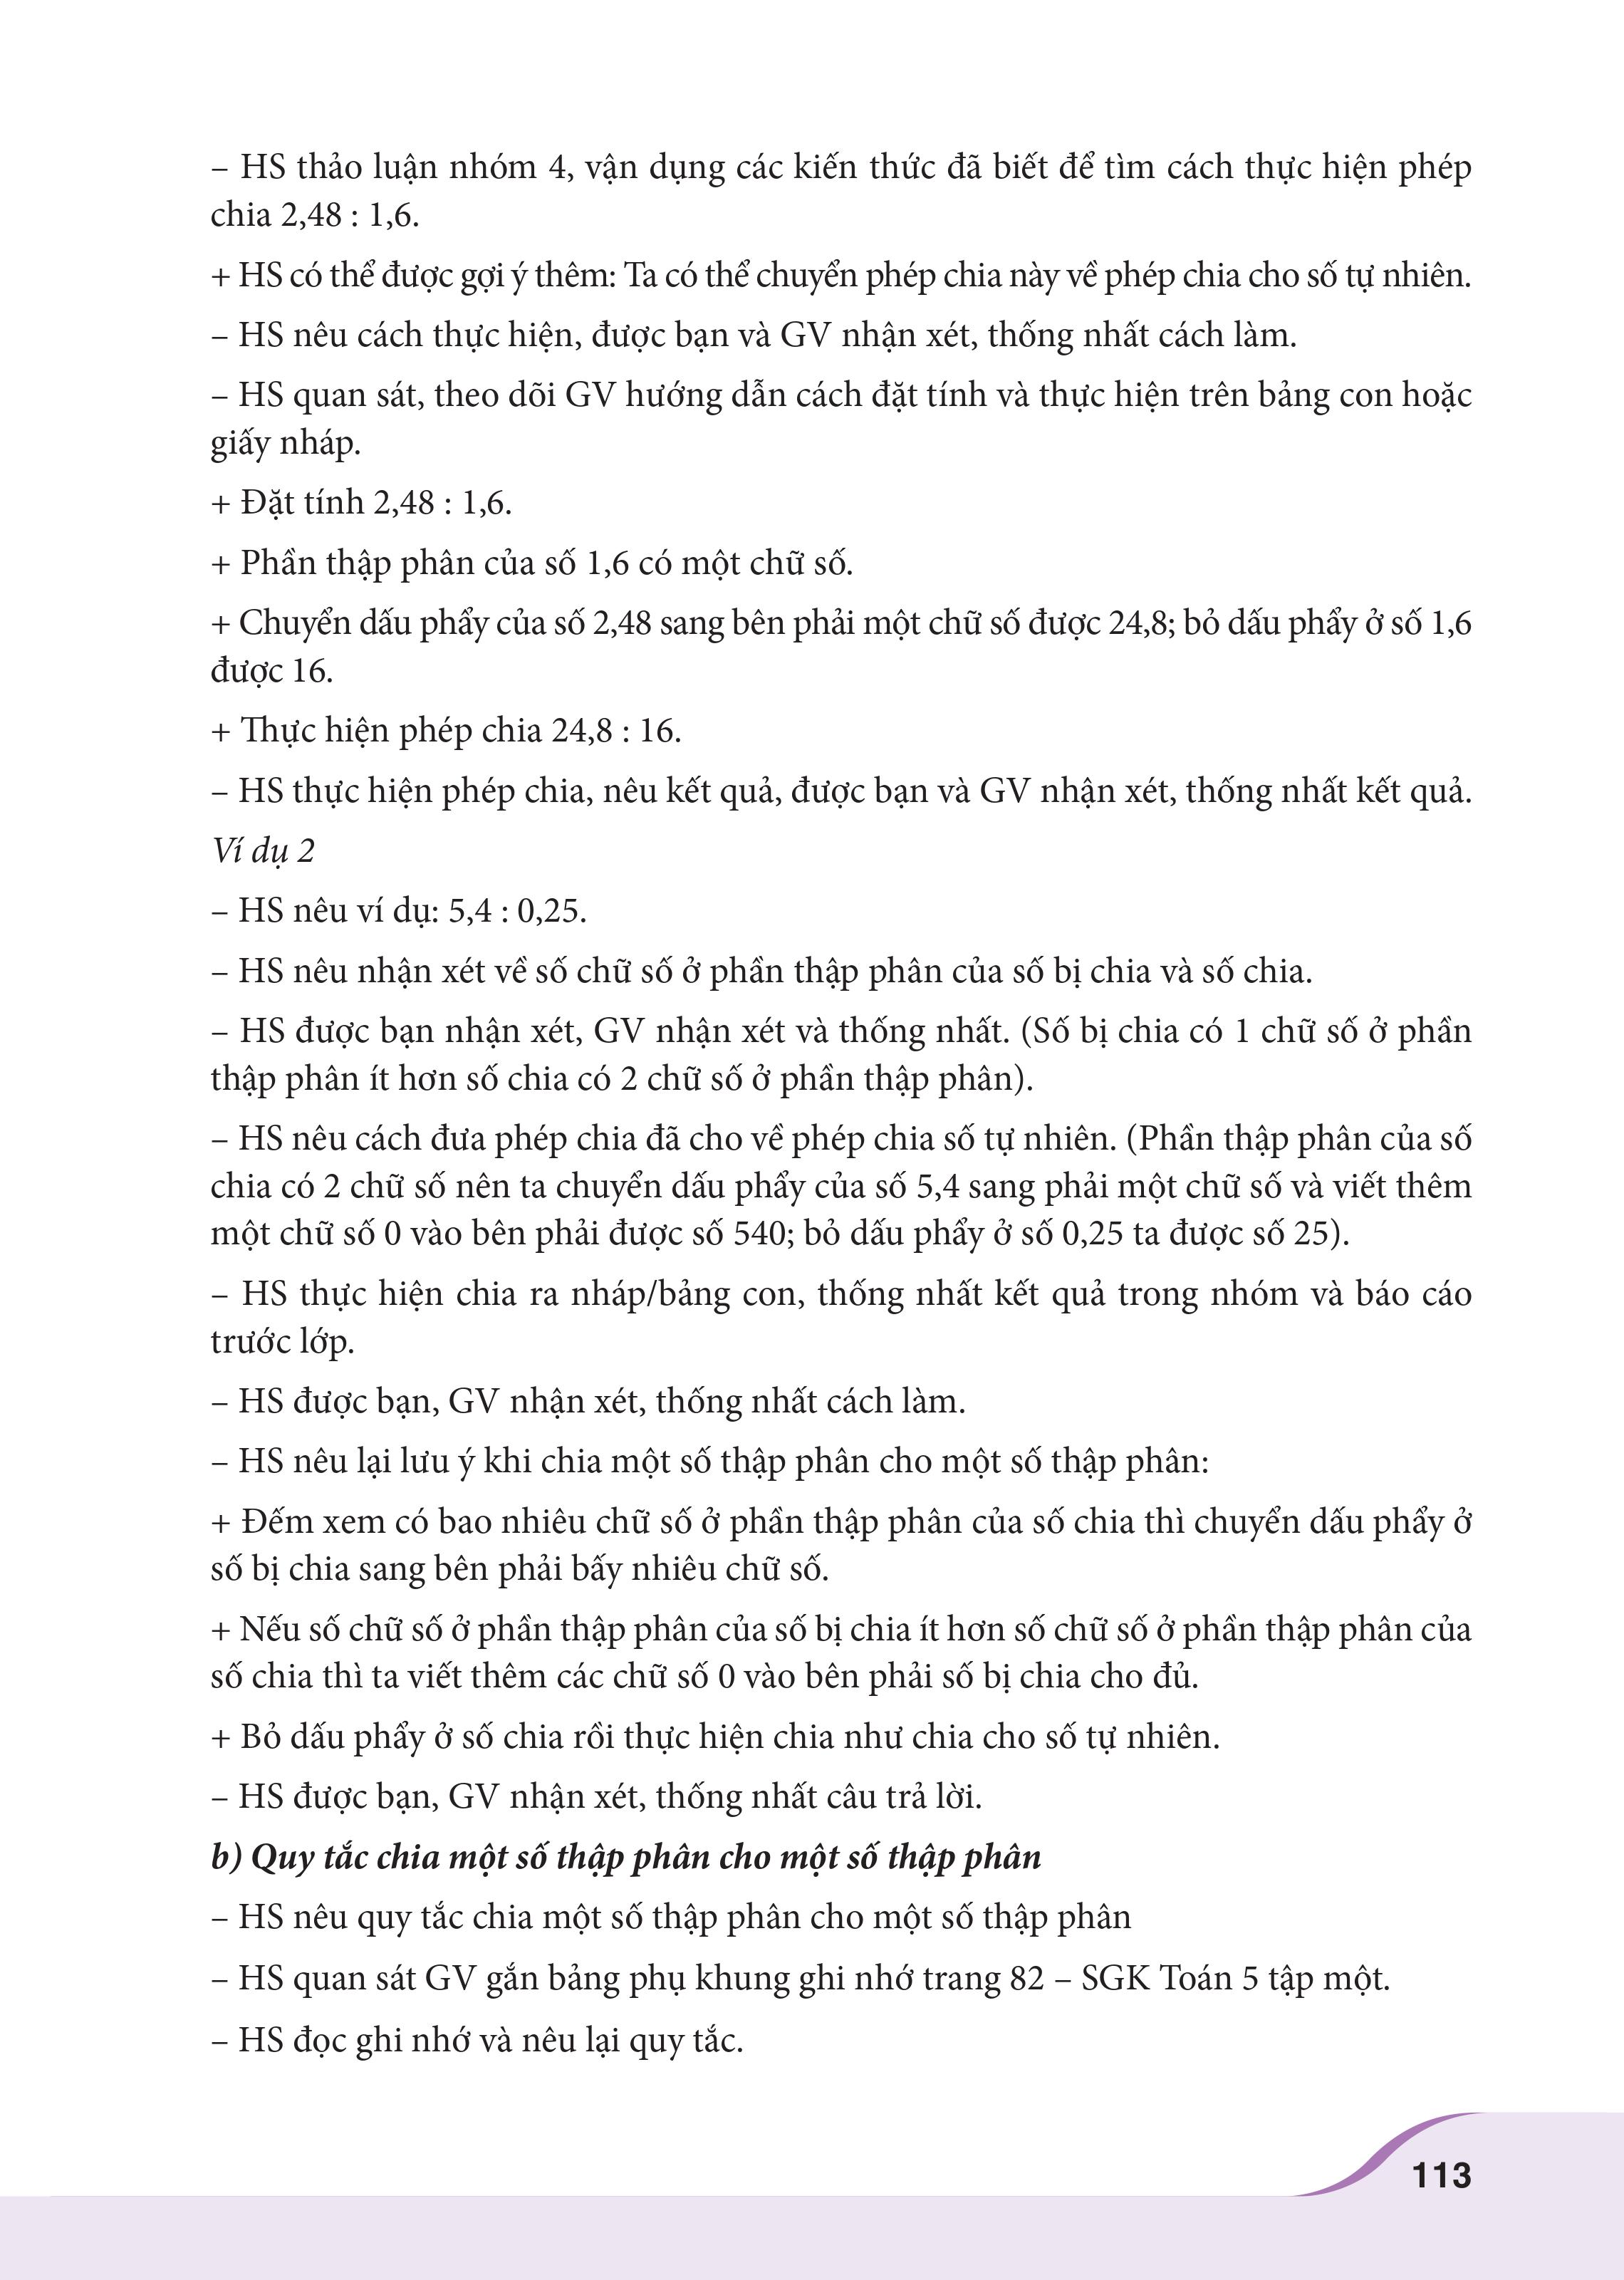 – HS thảo luận nhóm 4, vận dụng các kiến thức đã biết để tìm cách thực hiện phép
chia 2,48 : 1,6.
+ HS có thể được gợi ý thêm: Ta có thể chuyển phép chia này về phép chia cho số tự nhiên.
– HS nêu cách thực hiện, được bạn và GV nhận xét, thống nhất cách làm.
– HS quan sát, theo dõi GV hướng dẫn cách đặt tính và thực hiện trên bảng con hoặc
giấy nháp.
+ Đặt tính 2,48 : 1,6.
+ Phần thập phân của số 1,6 có một chữ số.
+ Chuyển dấu phẩy của số 2,48 sang bên phải một chữ số được 24,8; bỏ dấu phẩy ở số 1,6
được 16.
+ Thực hiện phép chia 24,8 : 16.
– HS thực hiện phép chia, nêu kết quả, được bạn và GV nhận xét, thống nhất kết quả.
Ví dụ 2
– HS nêu ví dụ: 5,4 : 0,25.
– HS nêu nhận xét về số chữ số ở phần thập phân của số bị chia và số chia.
– HS được bạn nhận xét, GV nhận xét và thống nhất. (Số bị chia có 1 chữ số ở phần
thập phân ít hơn số chia có 2 chữ số ở phần thập phân).
– HS nêu cách đưa phép chia đã cho về phép chia số tự nhiên. (Phần thập phân của số
chia có 2 chữ số nên ta chuyển dấu phẩy của số 5,4 sang phải một chữ số và viết thêm
một chữ số 0 vào bên phải được số 540; bỏ dấu phẩy ở số 0,25 ta được số 25).
– HS thực hiện chia ra nháp/bảng con, thống nhất kết quả trong nhóm và báo cáo
trước lớp.
– HS được bạn, GV nhận xét, thống nhất cách làm.
– HS nêu lại lưu ý khi chia một số thập phân cho một số thập phân:
+ Đếm xem có bao nhiêu chữ số ở phần thập phân của số chia thì chuyển dấu phẩy ở
số bị chia sang bên phải bấy nhiêu chữ số.
+ Nếu số chữ số ở phần thập phân của số bị chia ít hơn số chữ số ở phần thập phân của
số chia thì ta viết thêm các chữ số 0 vào bên phải số bị chia cho đủ.
+ Bỏ dấu phẩy ở số chia rồi thực hiện chia như chia cho số tự nhiên.
– HS được bạn, GV nhận xét, thống nhất câu trả lời.
b) Quy tắc chia một số thập phân cho một số thập phân
– HS nêu quy tắc chia một số thập phân cho một số thập phân
– HS quan sát GV gắn bảng phụ khung ghi nhớ trang 82 – SGK Toán 5 tập một.
– HS đọc ghi nhớ và nêu lại quy tắc.
113